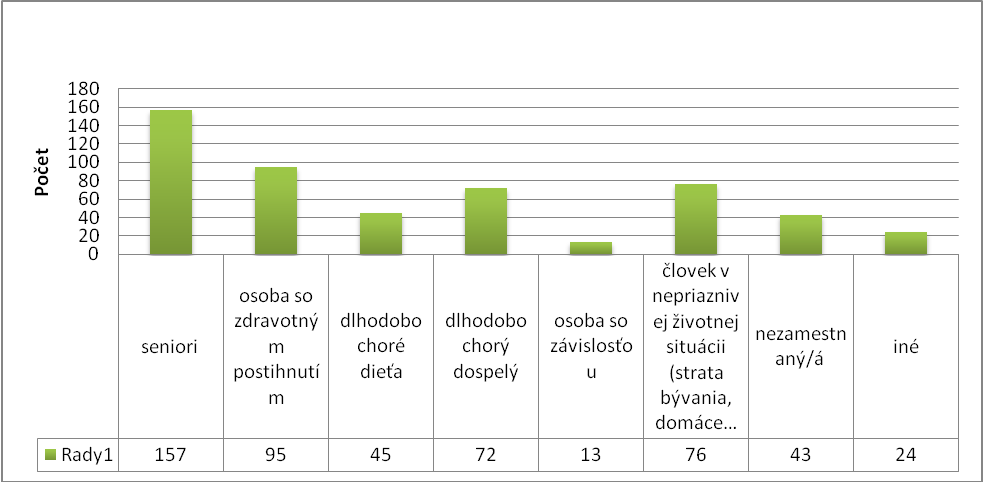 180
160
140
120
100
80
60
40
20
0
Počet
seniori
osoba so
zdravotný
m
postihnutí
m
dlhodobo
choré
dieťa
dlhodobo
chorý
dospelý
osoba so
závislosťo
u
človek v
nepriazniv
ej životnej
situácii
(strata
bývania,
domáce...
nezamestn
aný/á
iné
Rady1 157 95 45 72 13 76 43 24